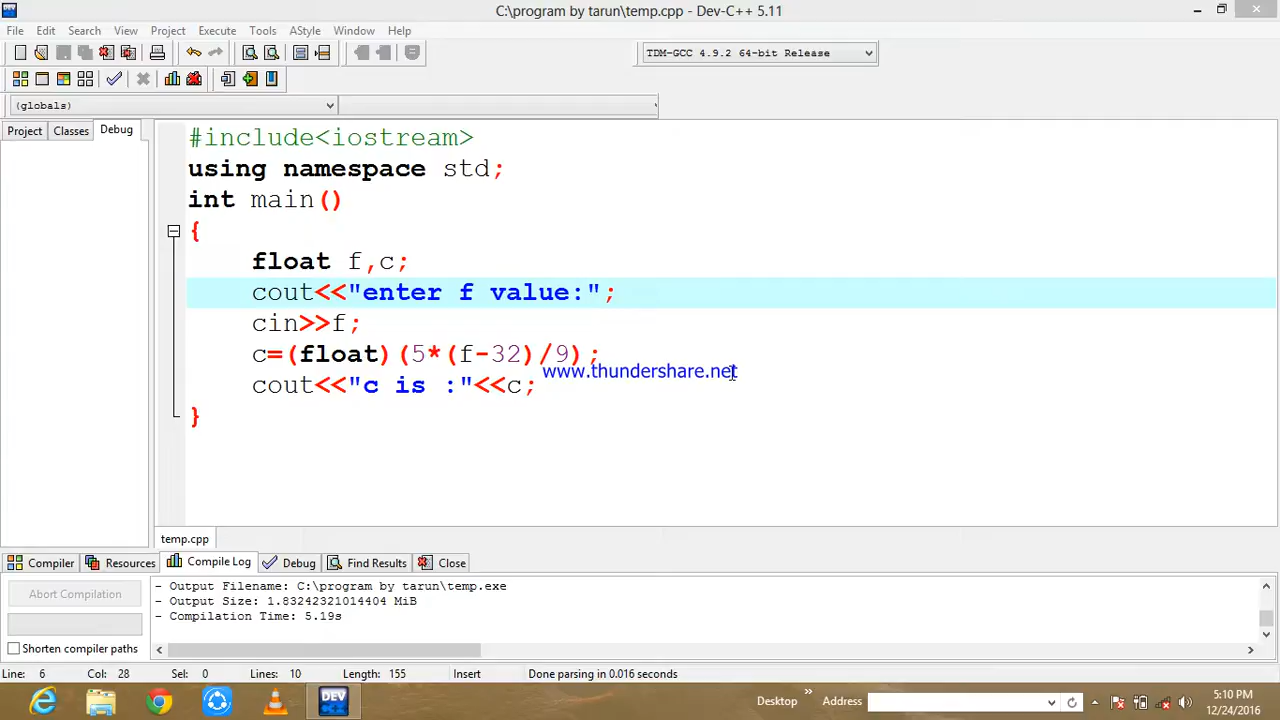 C:\program by tarun\temp.cpp - Dev-C++ 5.11
File Edit Search View Project Execute Tools AStyle Window Help
TDM-GCC 4.9.2 64-bit Release
(globals)
Project Classes Debug
#include<iostream>
using namespace std;
int main()
{
float f,c;
cout<<"enter f value:";
cin>>f;
c=(float)(5*(f-32)/9);
www.thundershare.net
cout<<"c is :"<<c;
}
temp.cpp
Compiler Resources Compile Log Debug Find Results Close
Abort Compilation
Shorten compiler paths
- Output Filename: C:\program by tarun\temp.exe
- Output Size: 1.83242321014404 MiB
- Compilation Time: 5.19s
Line: 6 Col: 28 Sel: 0 Lines: 10 Length: 155 Insert Done parsing in 0.016 seconds
DEV
Desktop » Address
5:10 PM
12/24/2016